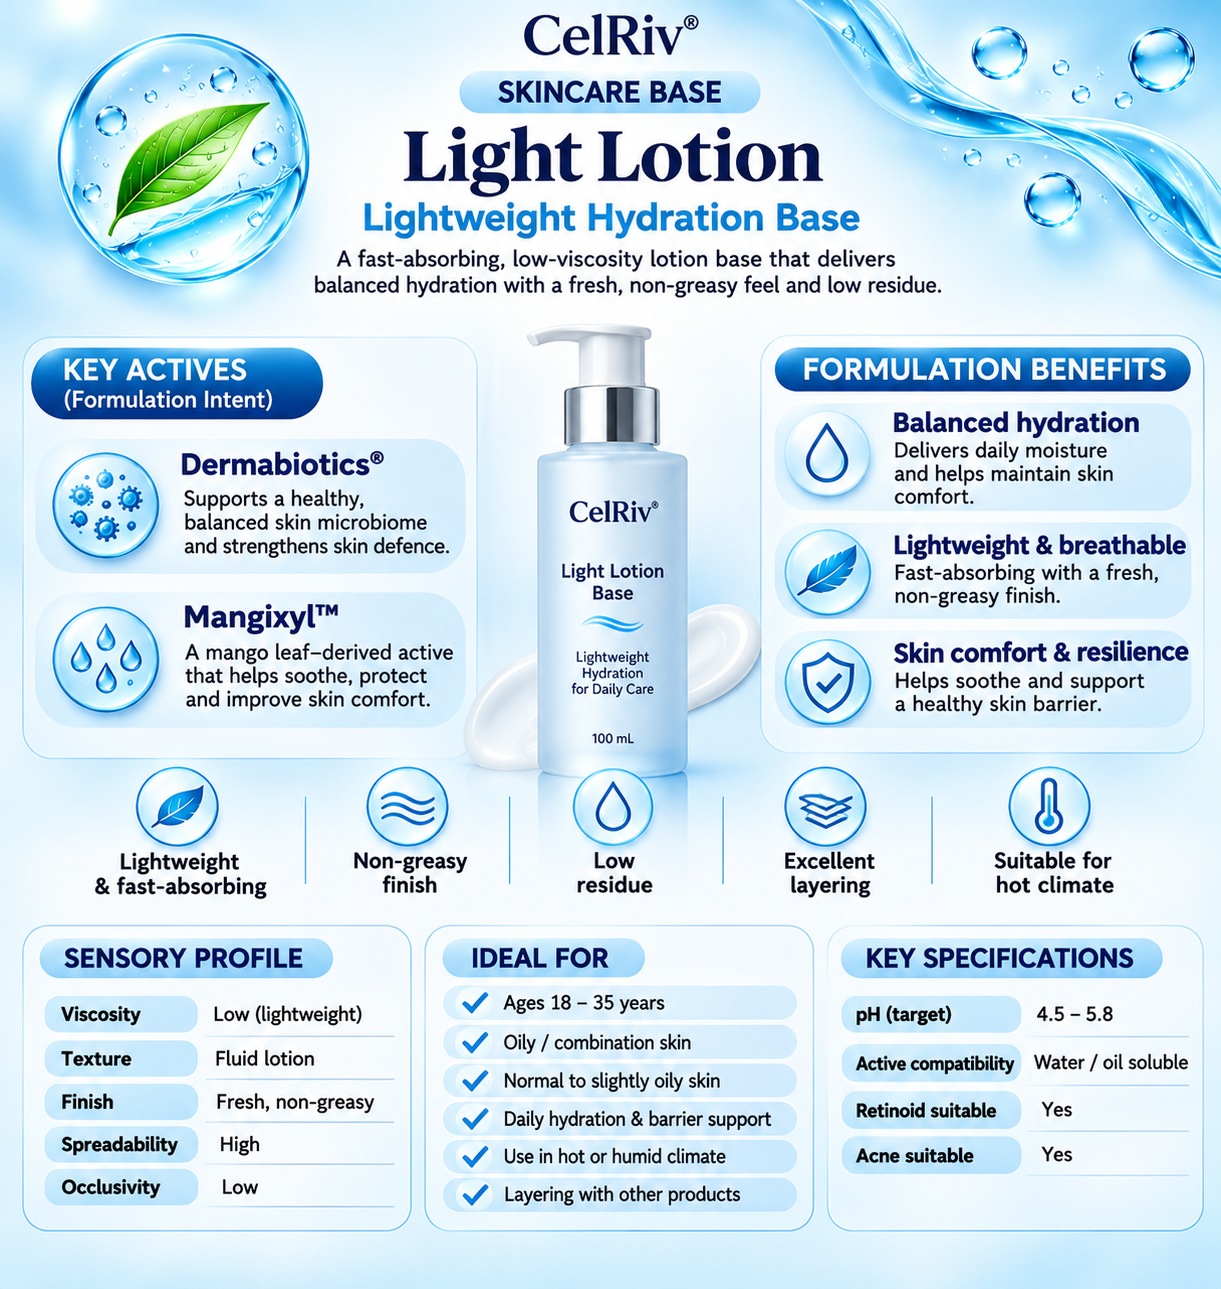 CelRiv®
SKINCARE BASE
Light Lotion
Lightweight Hydration Base
A fast-absorbing, low-viscosity lotion base that delivers
balanced hydration with a fresh, non-greasy feel and low residue.
KEY ACTIVES
(Formulation Intent)
Dermabiotics®
Supports a healthy,
balanced skin microbiome
and strengthens skin defence.
Mangixyl™
A mango leaf–derived active
that helps soothe, protect
and improve skin comfort.
CelRiv®
Light Lotion
Base
Lightweight
Hydration
for Daily Care
100 mL
FORMULATION BENEFITS
Balanced hydration
Delivers daily moisture
and helps maintain skin
comfort.
Lightweight & breathable
Fast-absorbing with a fresh,
non-greasy finish.
Skin comfort & resilience
Helps soothe and support
a healthy skin barrier.
Lightweight
& fast-absorbing
Non-greasy
finish
Low
residue
Excellent
layering
Suitable for
hot climate
SENSORY PROFILE
Viscosity Low (lightweight)
Texture Fluid lotion
Finish Fresh, non-greasy
Spreadability High
Occlusivity Low
IDEAL FOR
Ages 18 – 35 years
Oily / combination skin
Normal to slightly oily skin
Daily hydration & barrier support
Use in hot or humid climate
Layering with other products
KEY SPECIFICATIONS
pH (target) 4.5 – 5.8
Active compatibility Water / oil soluble
Retinoid suitable Yes
Acne suitable Yes